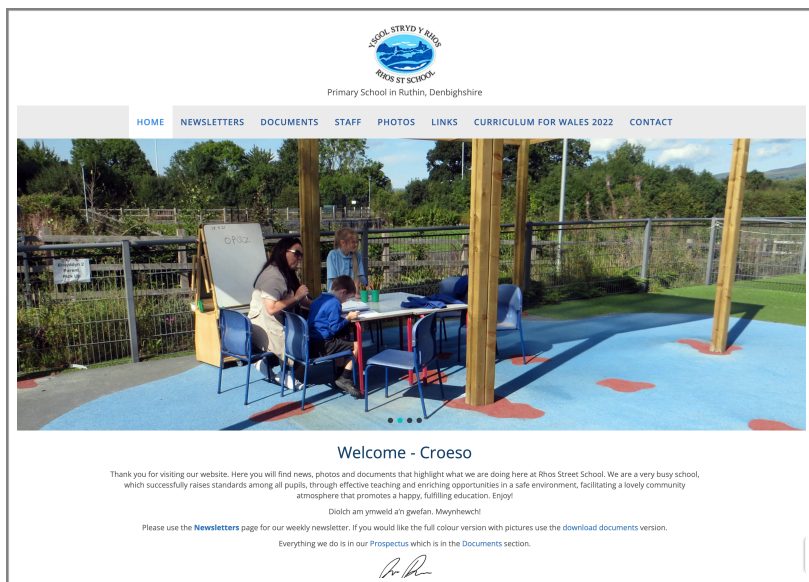 YSGOL STRYD Y RHOS
RHOS ST SCHOOL
Primary School in Ruthin, Denbighshire
HOME NEWSLETTERS DOCUMENTS STAFF PHOTOS LINKS CURRICULUM FOR WALES 2022 CONTACT
Parent
Pick Up
Welcome - Croeso
Thank you for visiting our website. Here you will find news, photos and documents that highlight what we are doing here at Rhos Street School. We are a very busy school,
which successfully raises standards among all pupils, through effective teaching and enriching opportunities in a safe environment, facilitating a lovely community
atmosphere that promotes a happy, fulfilling education. Enjoy!
Diolch am ymweld a'n gwefan. Mwynhewch!
Please use the Newsletters page for our weekly newsletter. If you would like the full colour version with pictures use the download documents version.
Everything we do is in our Prospectus which is in the Documents section.